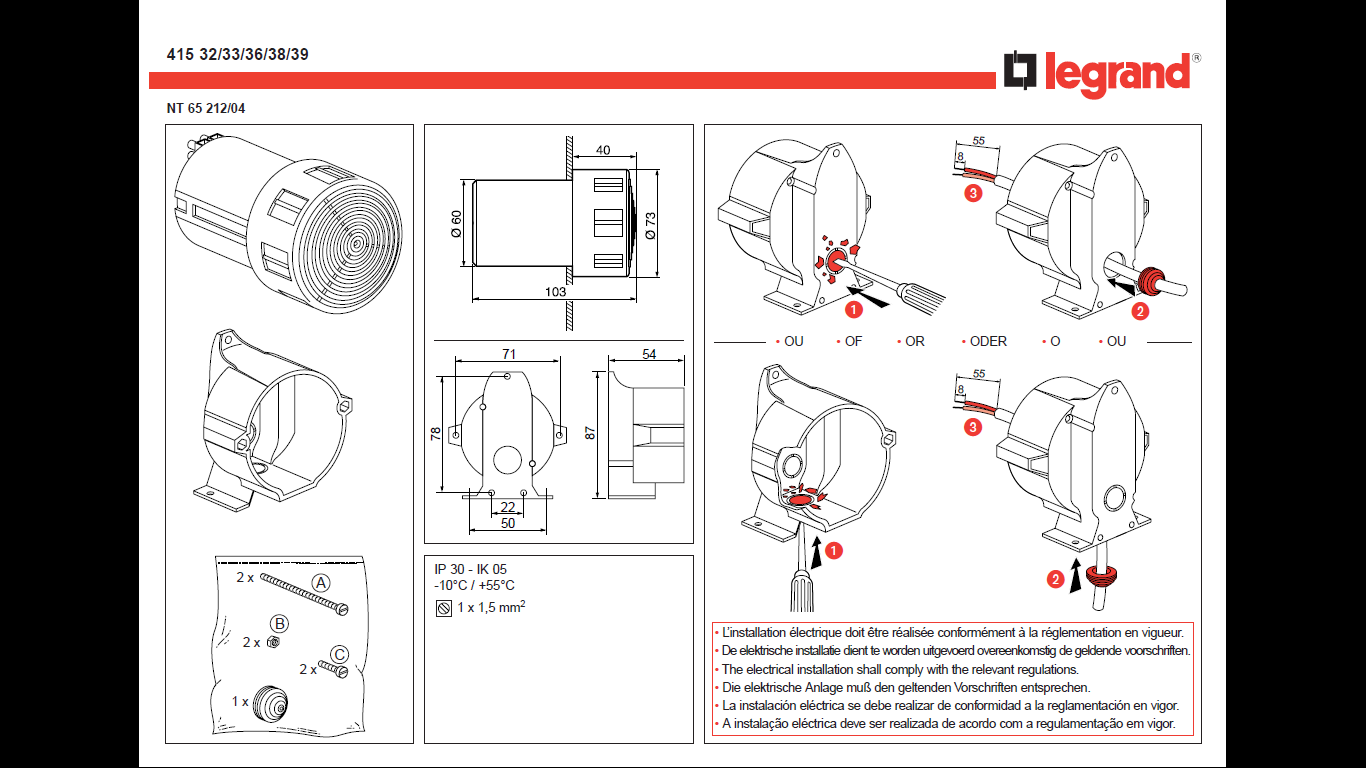 415 32/33/36/38/39
legrand®
NT 65 212/04
40
Ø 60
Ø 73
103
71
54
78
87
22
50
2 x A
B
2 x
C
2 x
1 x
IP 30 - IK 05
-10°C / +55°C
1 x 1,5 mm²
1
55
8
3
2
• OU • OF • OR • ODER • O • OU
1
55
8
3
2
• L'installation électrique doit être réalisée conformément à la réglementation en vigueur.
• De elektrische installatie dient te worden uitgevoerd overeenkomstig de geldende voorschriften.
• The electrical installation shall comply with the relevant regulations.
• Die elektrische Anlage muß den geltenden Vorschriften entsprechen.
• La instalación eléctrica se debe realizar de conformidad a la reglamentación en vigor.
• A instalação eléctrica deve ser realizada de acordo com a regulamentação em vigor.